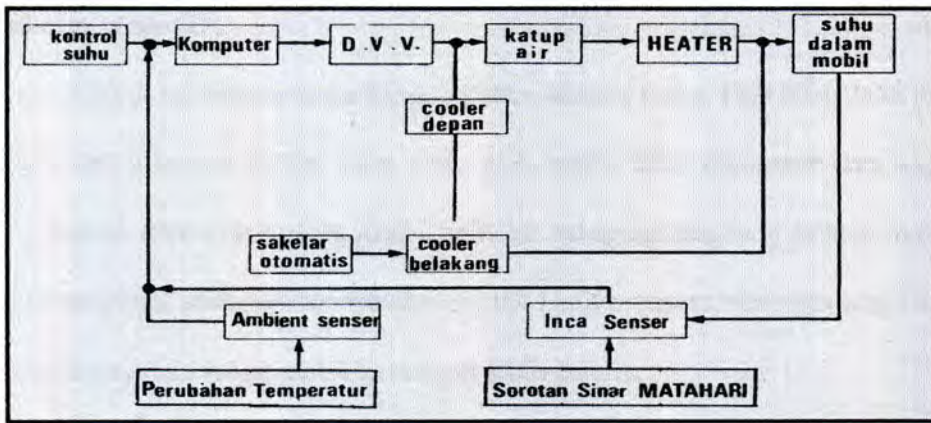 kontrol
suhu
Komputer
D.V.V.
katup
air
HEATER
suhu
dalam
mobil
cooler
depan
sakelar
otomatis
cooler
belakang
Ambient senser
Inca Senser
Perubahan Temperatur
Sorotan Sinar MATAHARI